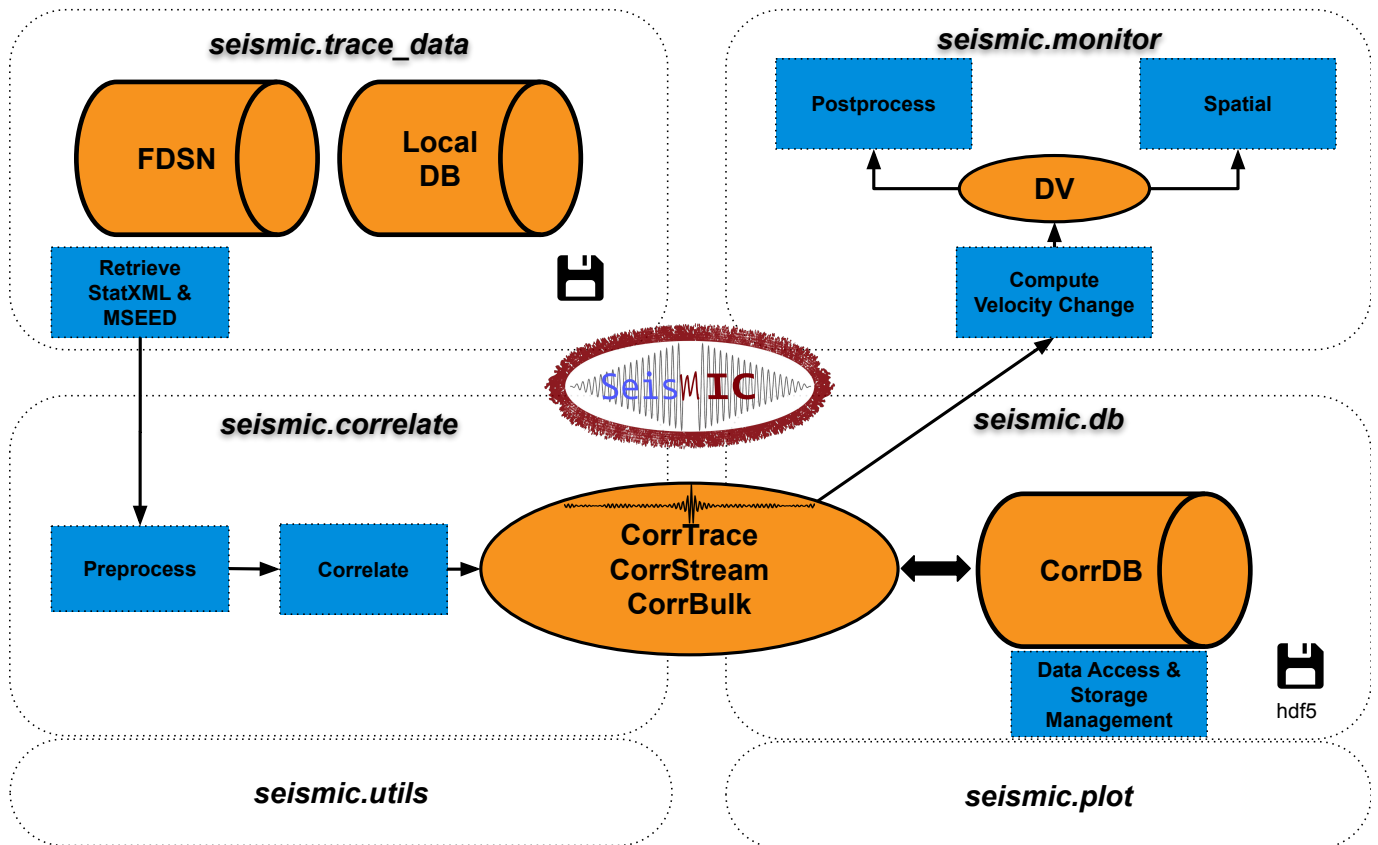 seismic.trace_data
FDSN
Local
DB
Retrieve
StatXML &
MSEED
seismic.monitor
Postprocess
Spatial
DV
Compute
Velocity Change
SeisMIC
seismic.correlate
Preprocess
Correlate
CorrTrace
CorrStream
CorrBulk
seismic.db
CorrDB
Data Access &
Storage
Management
hdf5
seismic.utils
seismic.plot